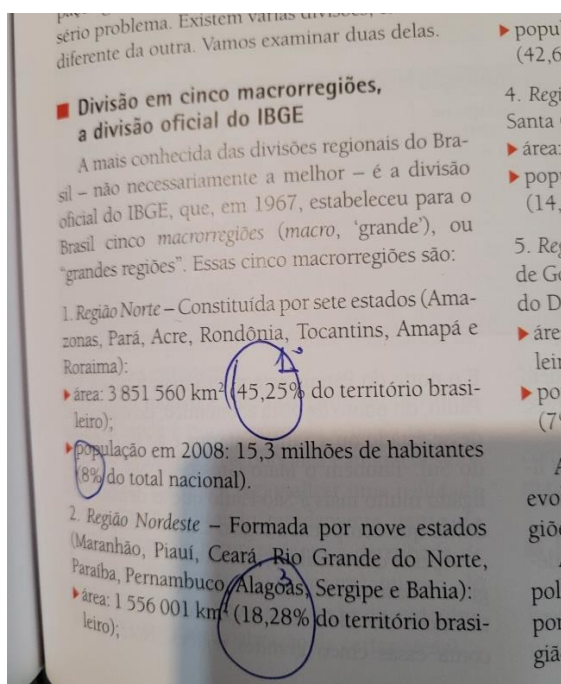 sério problema. Existem várias
diferente da outra. Vamos examinar duas delas.
■ Divisão em cinco macrorregiões,
a divisão oficial do IBGE
A mais conhecida das divisões regionais do Bra-
sil – não necessariamente a melhor – é a divisão
oficial do IBGE, que, em 1967, estabeleceu para o
Brasil cinco macrorregiões (macro, ‘grande’), ou
“grandes regiões”. Essas cinco macrorregiões são:
1. Região Norte – Constituída por sete estados (Ama-
zonas, Pará, Acre, Rondônia, Tocantins, Amapá e
Roraima):
1º
▸ área: 3 851 560 km² (45,25% do território brasi-
leiro);
▸ população em 2008: 15,3 milhões de habitantes
(8% do total nacional).
2. Região Nordeste – Formada por nove estados
(Maranhão, Piauí, Ceará, Rio Grande do Norte,
Paraíba, Pernambuco, Alagoas, Sergipe e Bahia):
3
▸ área: 1 556 001 km² (18,28% do território brasi-
leiro);
▸ popu
(42,6
4. Regi
Santa
▸ área:
▸ pop
(14,
5. Reg
de Go
do D
▸ áre
leir
▸ po
(7%
A
evo
giõe
pol
por
giã